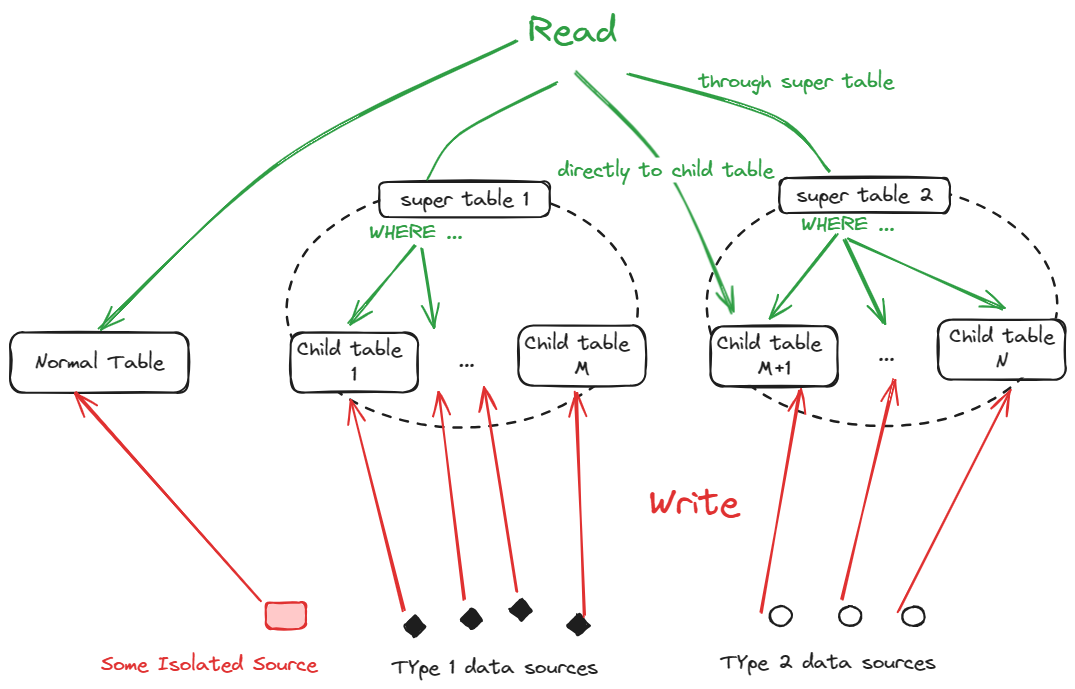 Read
through super table
directly to child table
super table 1
super table 2
WHERE ...
WHERE ...
Normal Table
Child table
1
...
Child table
M
Child table
M+1
...
Child table
N
Write
Some Isolated Source
TYpe 1 data sources
TYpe 2 data sources